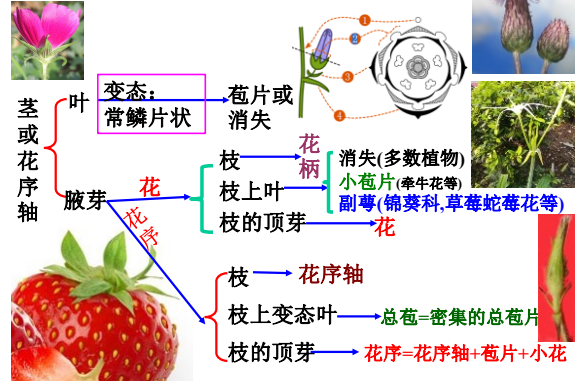 茎或花序轴
叶
变态：
常鳞片状
苞片或
消失
1
2
3
4
腋芽
花
花序
枝
花柄
枝上叶
消失(多数植物)
小苞片(牵牛花等)
副萼(锦葵科,草莓蛇莓花等)
枝的顶芽
花
枝
花序轴
枝上变态叶
总苞=密集的总苞片
枝的顶芽
花序=花序轴+苞片+小花